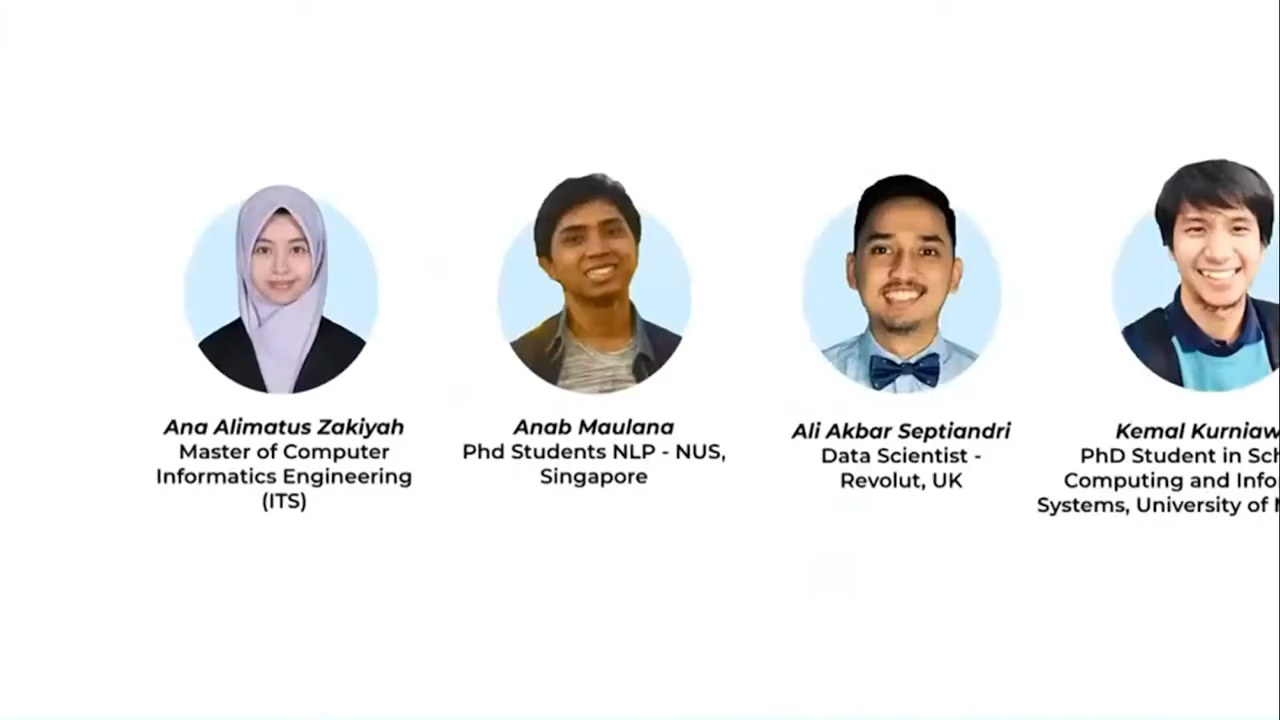 Ana Alimatus Zakiyah
Master of Computer
Informatics Engineering
(ITS)
Anab Maulana
Phd Students NLP - NUS,
Singapore
Ali Akbar Septiandri
Data Scientist -
Revolut, UK
Kemal
PhD Student in
Computing and
Systems, University of